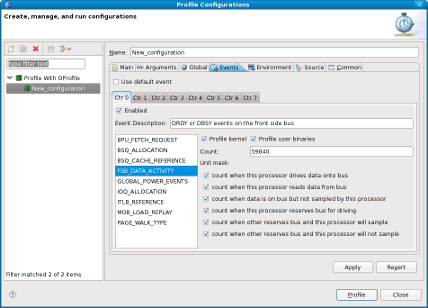 Profile Configurations
Create, manage, and run configurations
type filter text
Profile With OProfile
New_configuration
Filter matched 2 of 2 items
Name: New_configuration
Main Arguments Global Events Environment Source Common
Use default event
Ctr 0 Ctr 1 Ctr 2 Ctr 3 Ctr 4 Ctr 5 Ctr 6 Ctr 7
Enabled
Event Description: DRDY or DBSY events on the front side bus
BPU_FETCH_REQUEST
BSQ_ALLOCATION
BSQ_CACHE_REFERENCE
FSB_DATA_ACTIVITY
GLOBAL_POWER_EVENTS
IOQ_ALLOCATION
ITLB_REFERENCE
MOB_LOAD_REPLAY
PAGE_WALK_TYPE
Profile kernel Profile user binaries
Count: 59840
Unit mask:
count when this processor drives data onto bus
count when this processor reads data from bus
count when data is on bus but not sampled by this processor
count when this processor reserves bus for driving
count when other reserves bus and this processor will sample
count when other reserves bus and this processor will not sample
Apply Revert
Profile Close